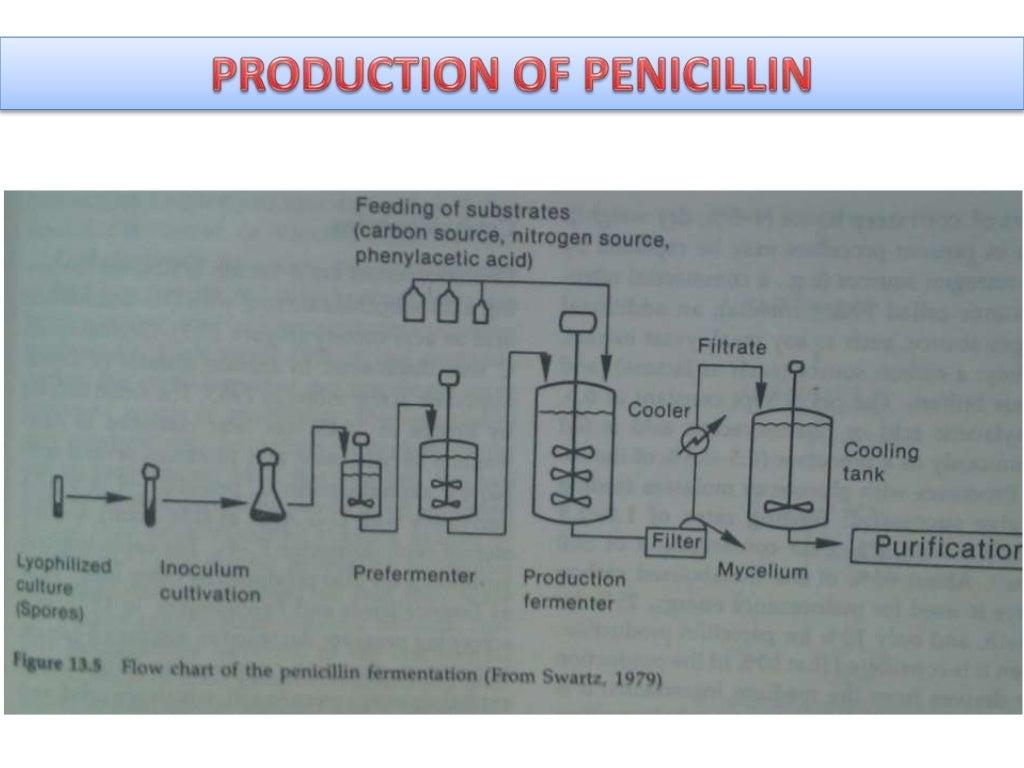 PRODUCTION OF PENICILLIN
Feeding of substrates
(carbon source, nitrogen source,
phenylacetic acid)
Filtrate
Cooler
Cooling
tank
Filter
Purification
Mycelium
Lyophilized
culture
(Spores)
Inoculum
cultivation
Prefermenter
Production
fermenter
Figure 13.5 Flow chart of the penicillin fermentation (From Swartz, 1979)